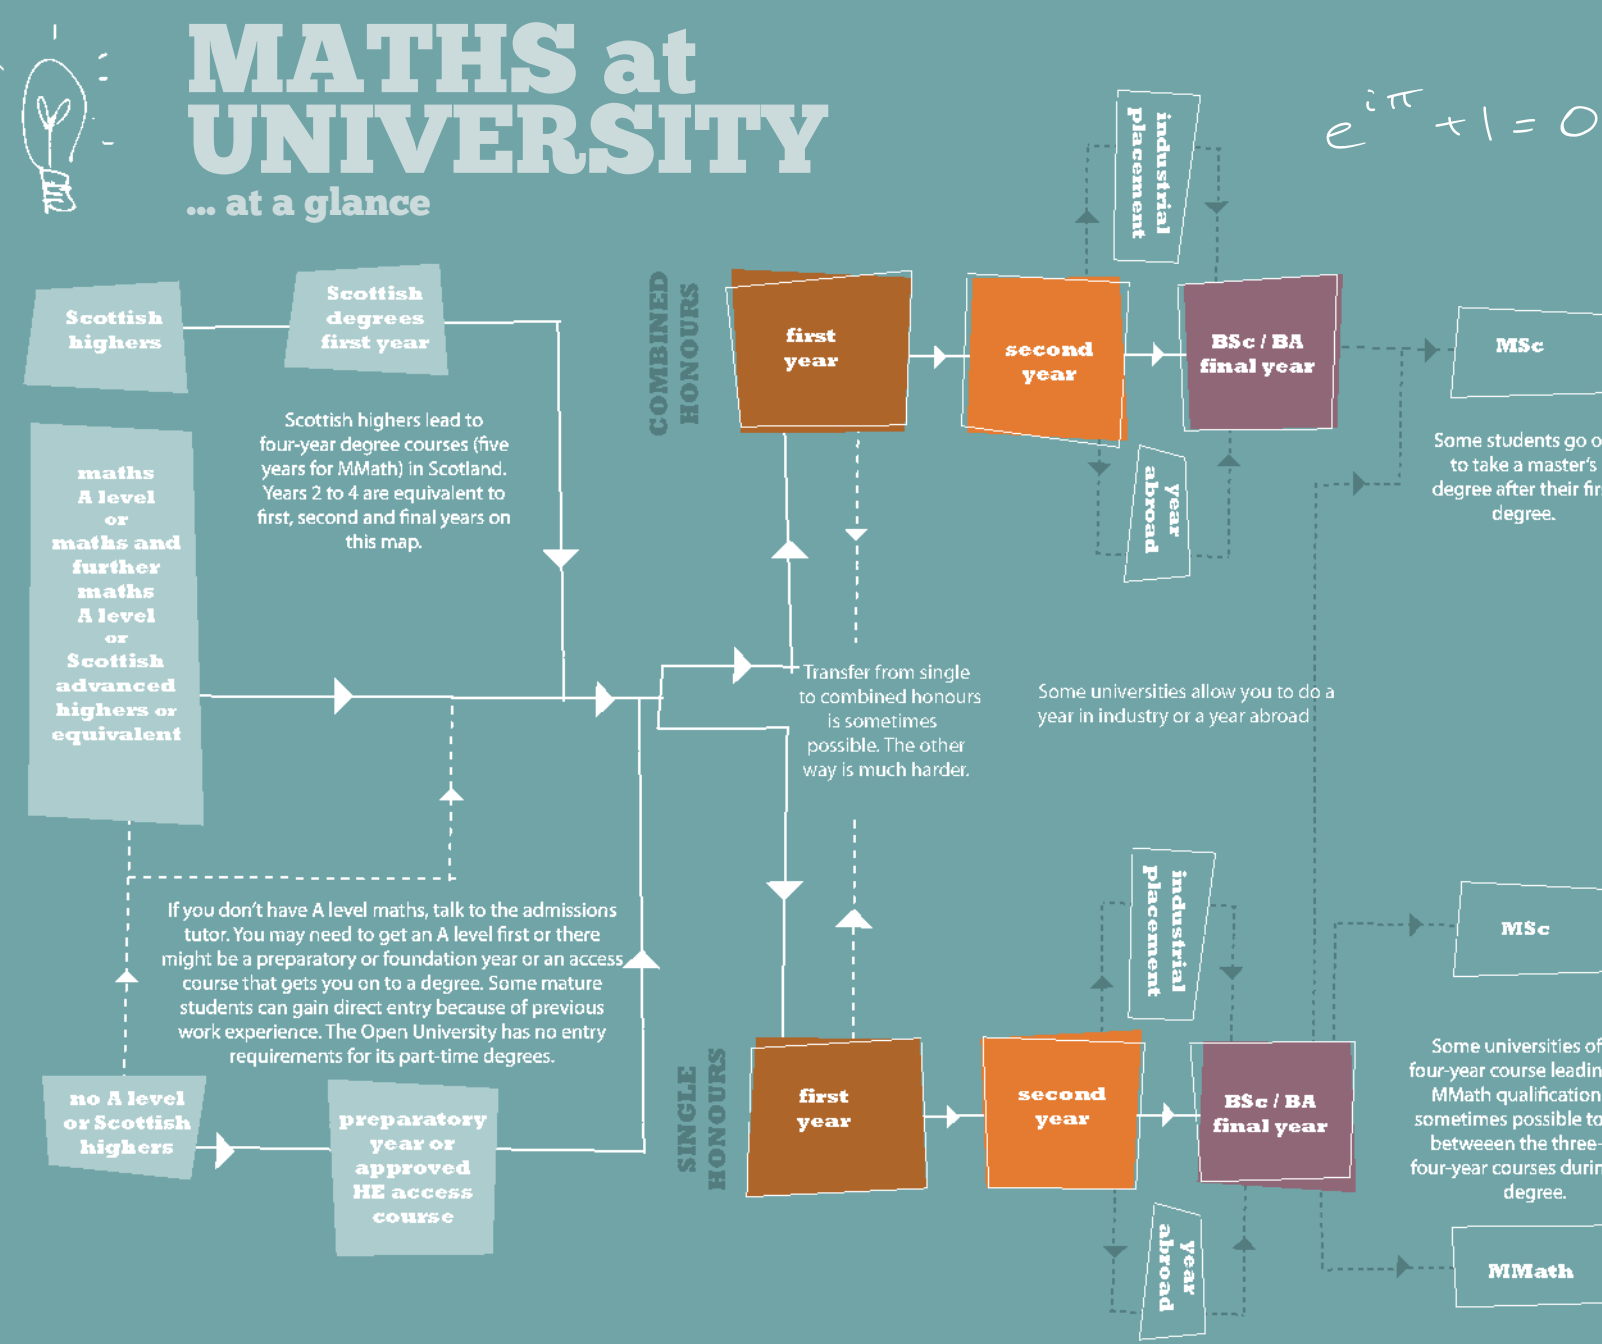 MATHS at
UNIVERSITY
... at a glance
e^{iπ} + 1 = 0
Scottish
highers
Scottish
degrees
first year
Scottish highers lead to
four-year degree courses (five
years for MMath) in Scotland.
Years 2 to 4 are equivalent to
first, second and final years on
this map.
maths
A level
or
maths and
further
maths
A level
or
Scottish
advanced
highers or
equivalent
If you don't have A level maths, talk to the admissions
tutor. You may need to get an A level first or there
might be a preparatory or foundation year or an access
course that gets you on to a degree. Some mature
students can gain direct entry because of previous
work experience. The Open University has no entry
requirements for its part-time degrees.
no A level
or Scottish
highers
preparatory
year or
approved
HE access
course
COMBINED
HONOURS
first
year
second
year
industrial
placement
year
abroad
BSc / BA
final year
MSc
Some students go o
to take a master's
degree after their fir
degree.
Transfer from single
to combined honours
is sometimes
possible. The other
way is much harder.
Some universities allow you to do a
year in industry or a year abroad
SINGLE
HONOURS
first
year
second
year
industrial
placement
year
abroad
BSc / BA
final year
MSc
Some universities of
four-year course leadin
MMath qualification
sometimes possible to
betweeen the three-
four-year courses durin
degree.
MMath